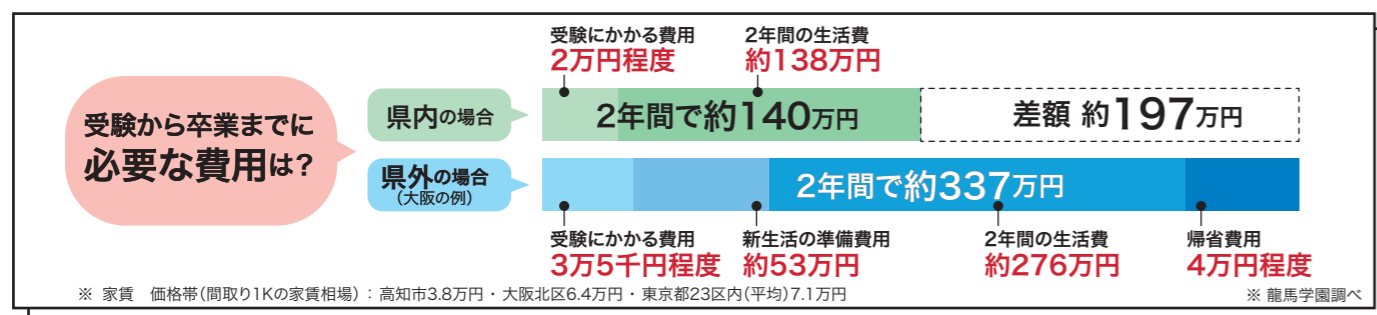 受験から卒業までに
必要な費用は?
受験にかかる費用
2万円程度
2年間の生活費
約138万円
県内の場合
2年間で約140万円
差額 約197万円
県外の場合
(大阪の例)
2年間で約337万円
受験にかかる費用
3万5千円程度
新生活の準備費用
約53万円
2年間の生活費
約276万円
帰省費用
4万円程度
※ 家賃　価格帯(間取り1Kの家賃相場)：高知市3.8万円・大阪北区6.4万円・東京都23区内(平均)7.1万円
※ 龍馬学園調べ